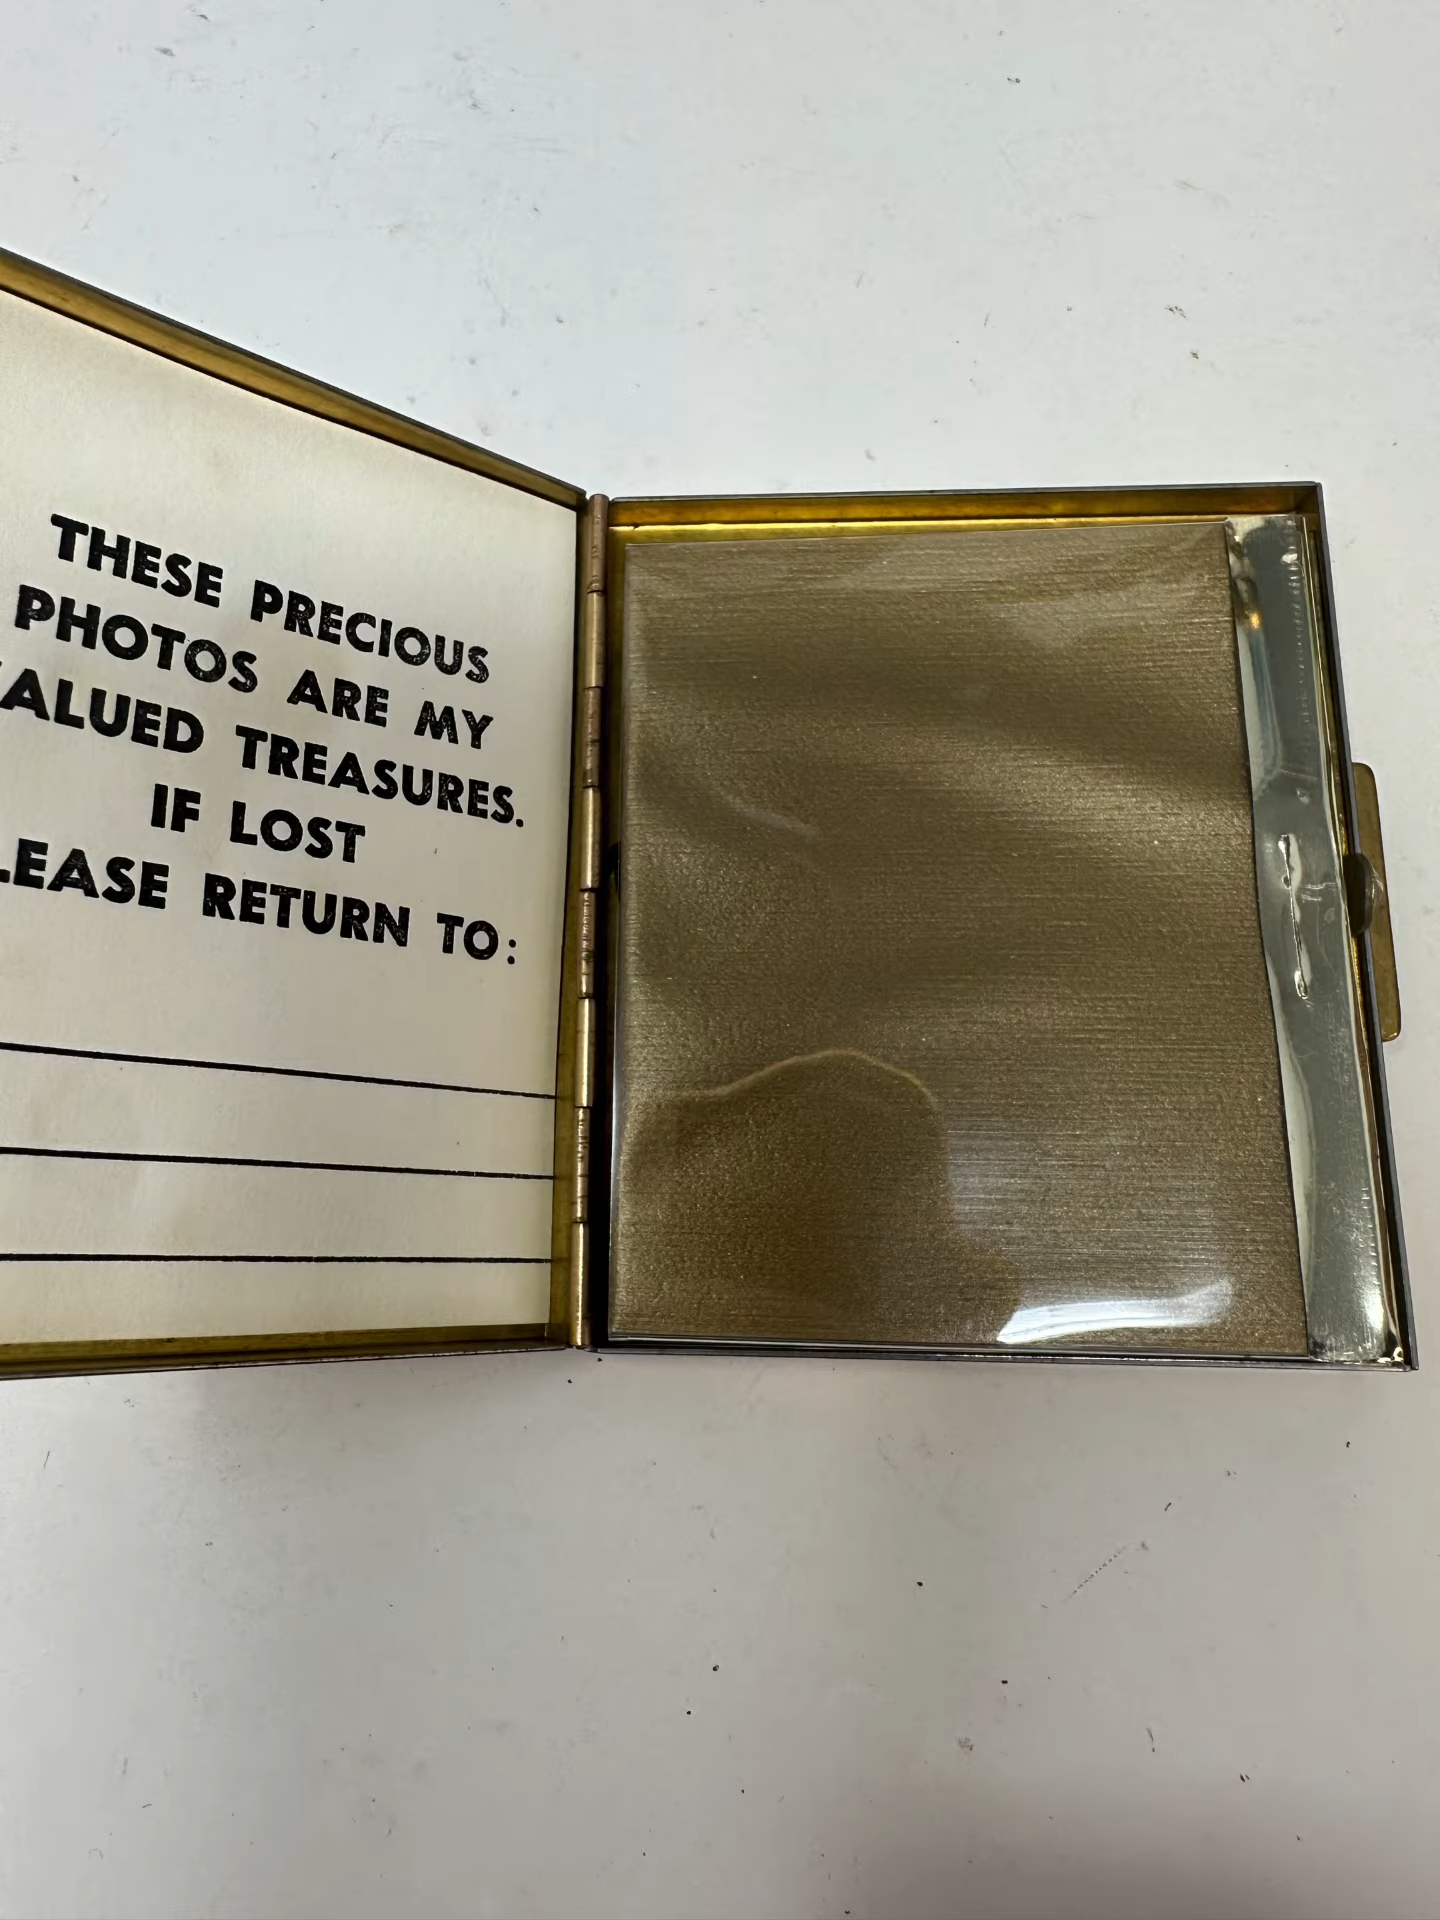 THESE PRECIOUS
PHOTOS ARE MY
ALUED TREASURES.
IF LOST
LEASE RETURN TO: